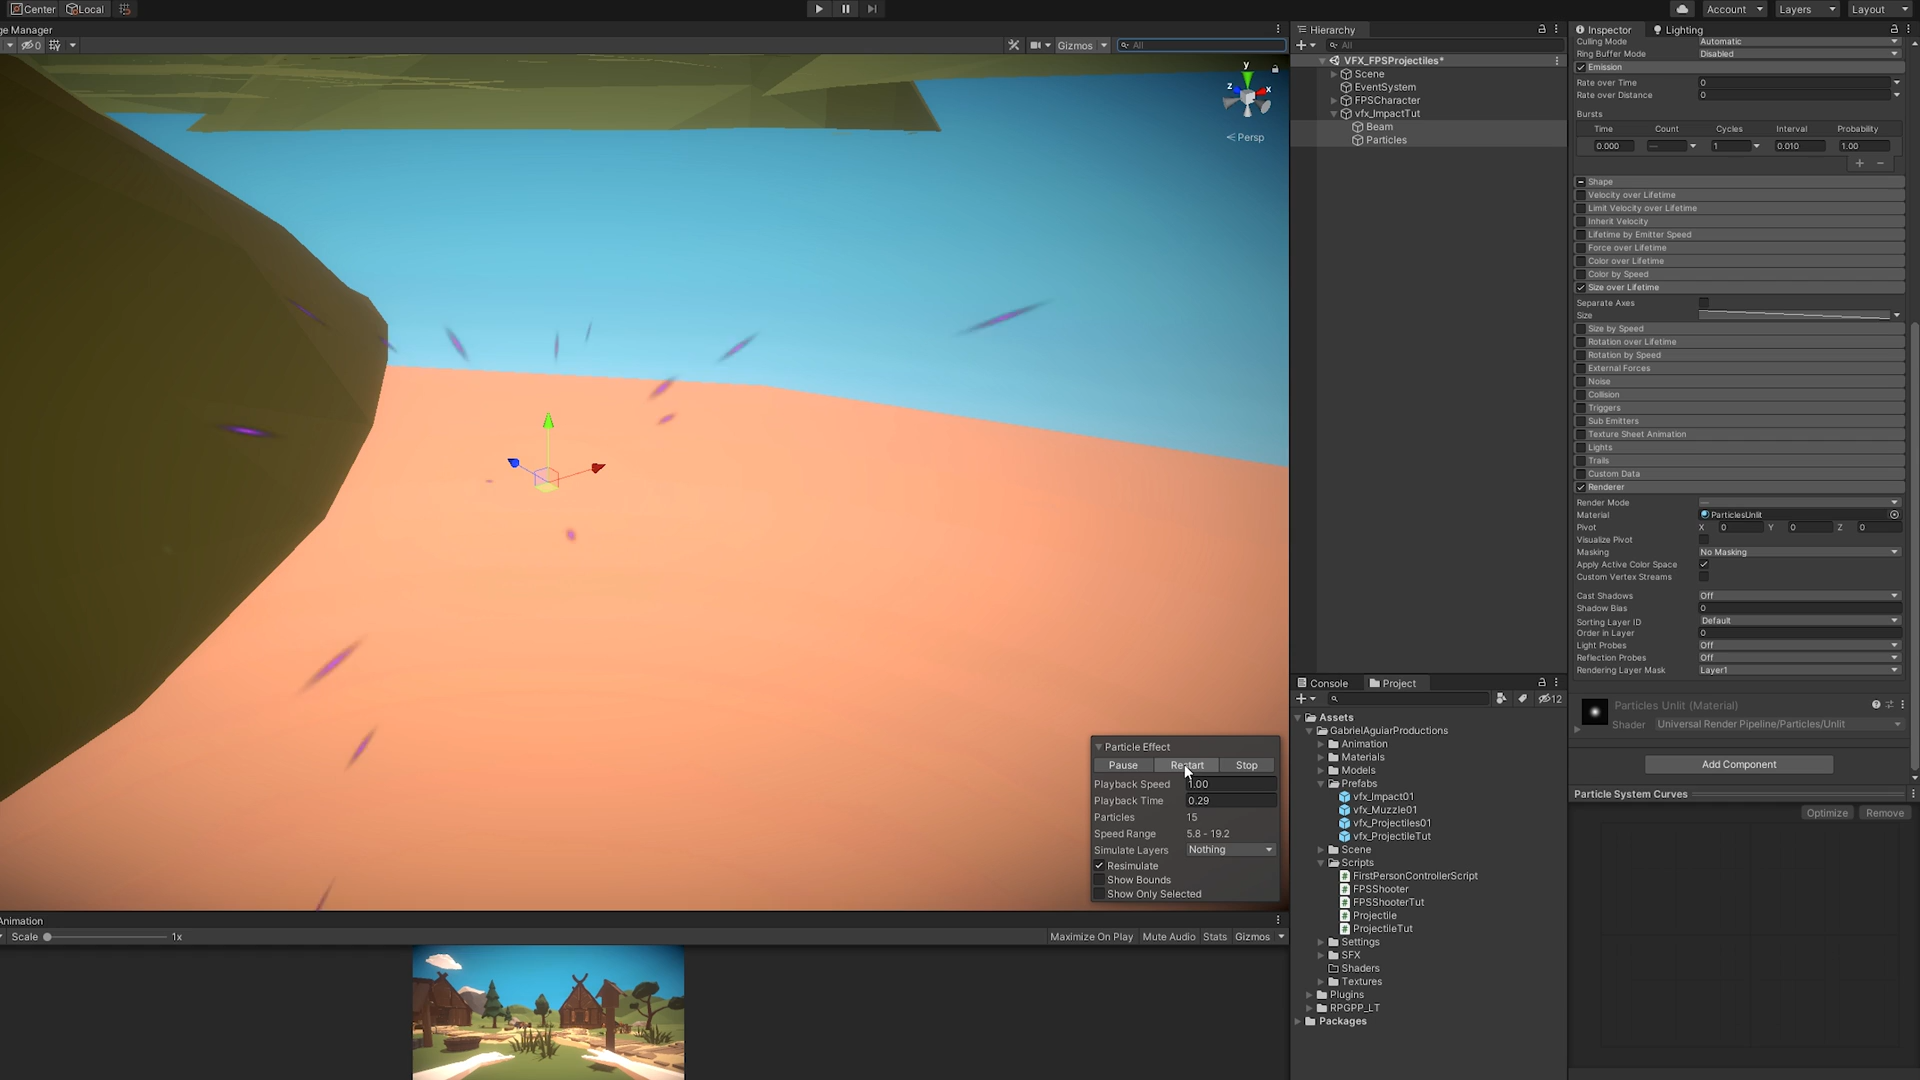 Center Local
Account Layers Layout
ge Manager
0 Gizmos All
y
z x
Persp
Particle Effect
Pause Restart Stop
Playback Speed 1.00
Playback Time 0.29
Particles 15
Speed Range 5.8 - 19.2
Simulate Layers Nothing
Resimulate
Show Bounds
Show Only Selected
Animation
Scale 1x
Maximize On Play Mute Audio Stats Gizmos
Hierarchy
All
VFX_FPSProjectiles*
Scene
EventSystem
FPSCharacter
vfx_ImpactTut
Beam
Particles
Console Project
12
Assets
GabrielAguiarProductions
Animation
Materials
Models
Prefabs
vfx_Impact01
vfx_Muzzle01
vfx_Projectiles01
vfx_ProjectileTut
Scene
Scripts
FirstPersonControllerScript
FPSShooter
FPSShooterTut
Projectile
ProjectileTut
Settings
SFX
Shaders
Textures
Plugins
RPGPP_LT
Packages
Inspector Lighting
Culling Mode Automatic
Ring Buffer Mode Disabled
Emission
Rate over Time 0
Rate over Distance 0
Bursts
Time Count Cycles Interval Probability
0.000 — 1 0.010 1.00
Shape
Velocity over Lifetime
Limit Velocity over Lifetime
Inherit Velocity
Lifetime by Emitter Speed
Force over Lifetime
Color over Lifetime
Color by Speed
Size over Lifetime
Separate Axes
Size
Size by Speed
Rotation over Lifetime
Rotation by Speed
External Forces
Noise
Collision
Triggers
Sub Emitters
Texture Sheet Animation
Lights
Trails
Custom Data
Renderer
Render Mode —
Material ParticlesUnlit
Pivot X 0 Y 0 Z 0
Visualize Pivot
Masking No Masking
Apply Active Color Space
Custom Vertex Streams
Cast Shadows Off
Shadow Bias 0
Sorting Layer ID Default
Order in Layer 0
Light Probes Off
Reflection Probes Off
Rendering Layer Mask Layer1
Particles Unlit (Material)
Shader Universal Render Pipeline/Particles/Unlit
Add Component
Particle System Curves
Optimize Remove